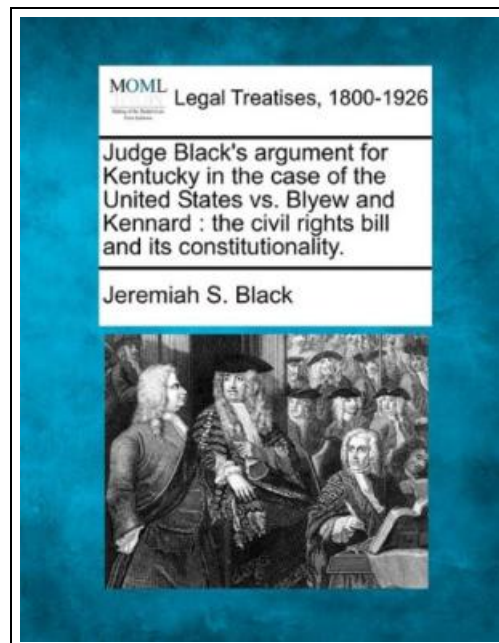 MOML
Legal Treatises, 1800-1926
Judge Black's argument for
Kentucky in the case of the
United States vs. Blyew and
Kennard : the civil rights bill
and its constitutionality.
Jeremiah S. Black